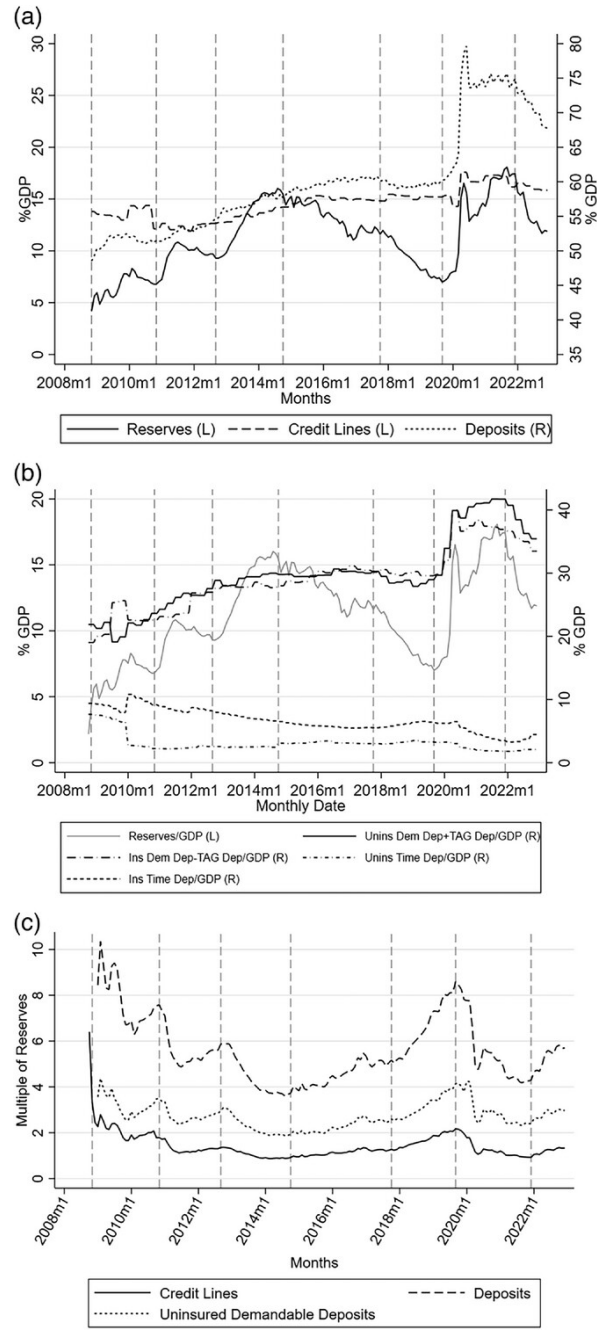 (a)
30
25
20
15
10
5
0
%GDP
80
75
70
65
60
55
50
45
40
35
% GDP
2008m1 2010m1 2012m1 2014m1 2016m1 2018m1 2020m1 2022m1
Months
Reserves (L) Credit Lines (L) Deposits (R)
(b)
20
15
10
5
0
% GDP
40
30
20
10
0
% GDP
2008m1 2010m1 2012m1 2014m1 2016m1 2018m1 2020m1 2022m1
Monthly Date
Reserves/GDP (L) Unins Dem Dep+TAG Dep/GDP (R)
Ins Dem Dep-TAG Dep/GDP (R) Unins Time Dep/GDP (R)
Ins Time Dep/GDP (R)
(c)
10
8
6
4
2
0
Multiple of Reserves
2008m1 2010m1 2012m1 2014m1 2016m1 2018m1 2020m1 2022m1
Months
Credit Lines Deposits
Uninsured Demandable Deposits